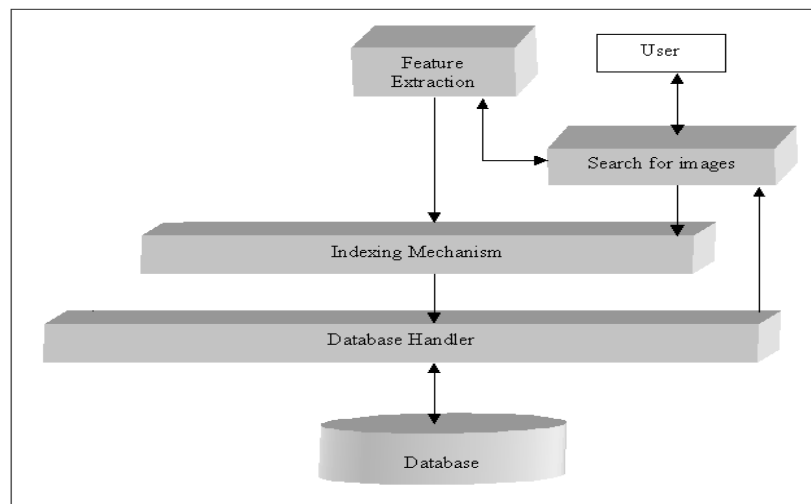 Feature
Extraction
User
Search for images
Indexing Mechanism
Database Handler
Database